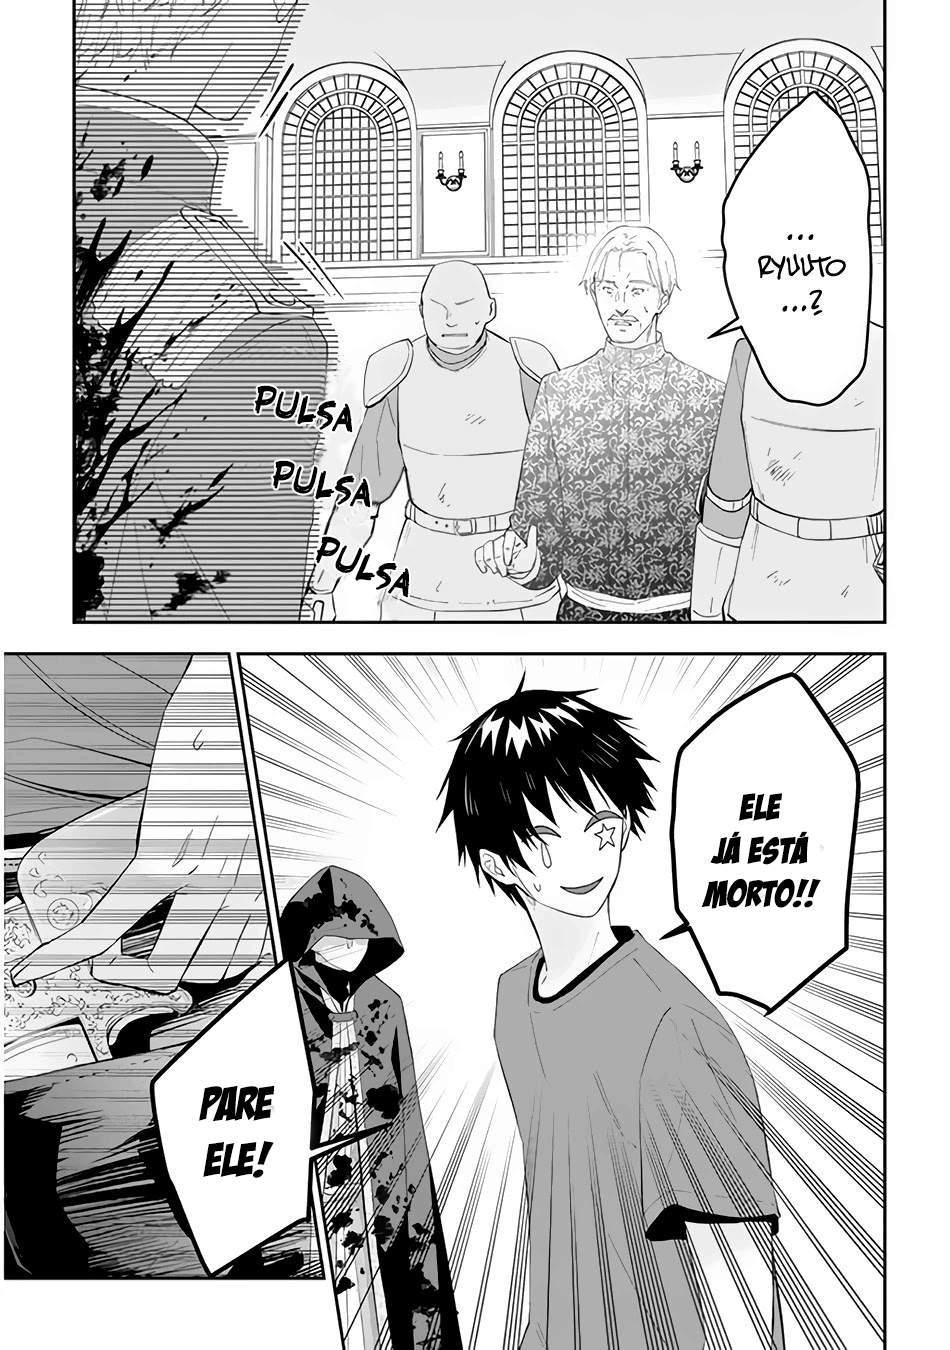 ...
RYUUTO
...?
PULSA
PULSA
PULSA
ELE
JÁ ESTÁ
MORTO!!
PARE
ELE!